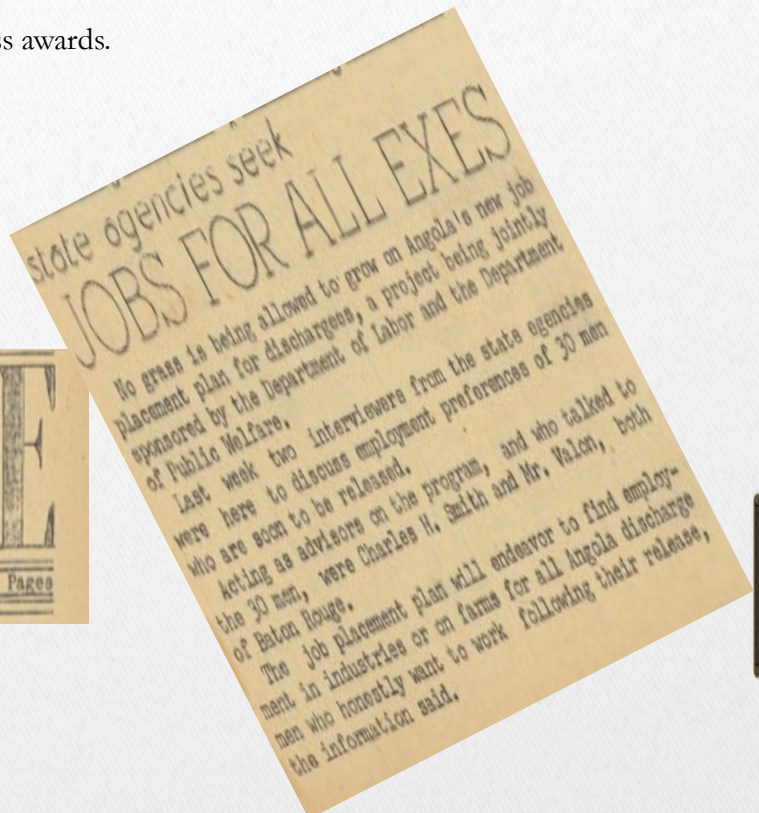 ss awards.
state agencies seek
JOBS FOR ALL EXES
No grass is being allowed to grow on Angola's new job
placement plan for dischargees, a project being jointly
sponsored by the Department of Labor and the Department
of Public Welfare.
Last week two interviewers from the state agencies
were here to discuss employment preferences of 30 men
who are soon to be released.
Acting as advisors on the program, and who talked to
the 30 men, were Charles H. Smith and Mr. Valon, both
of Baton Rouge.
The job placement plan will endeavor to find employ-
ment in industries or on farms for all Angola discharge
men who honestly want to work following their release,
the information said.
E
Pages